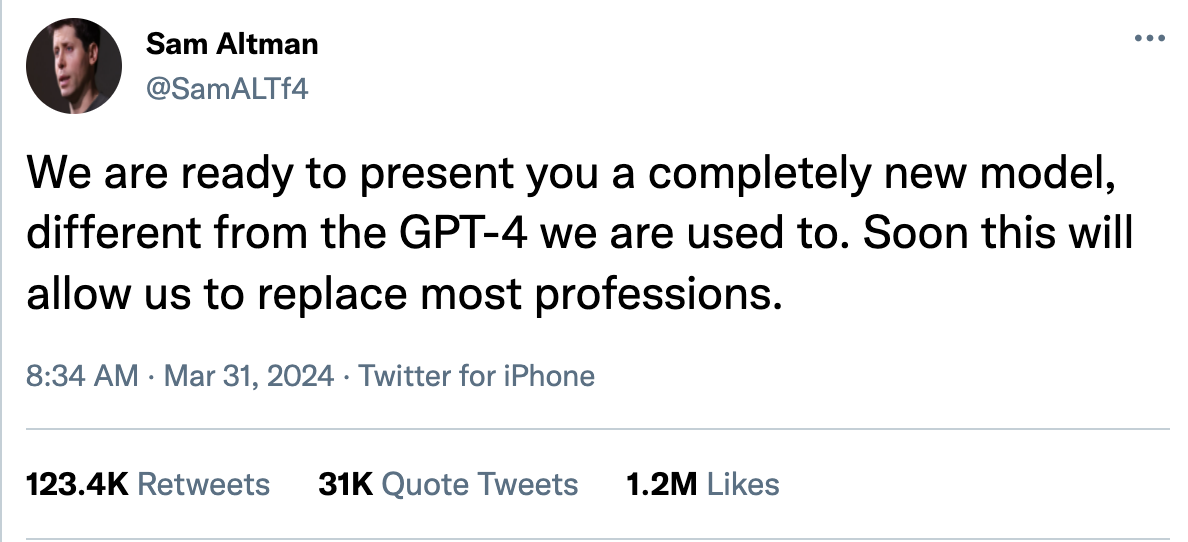 Sam Altman
@SamALTf4
We are ready to present you a completely new model,
different from the GPT-4 we are used to. Soon this will
allow us to replace most professions.
8:34 AM · Mar 31, 2024 · Twitter for iPhone
123.4K Retweets 31K Quote Tweets 1.2M Likes